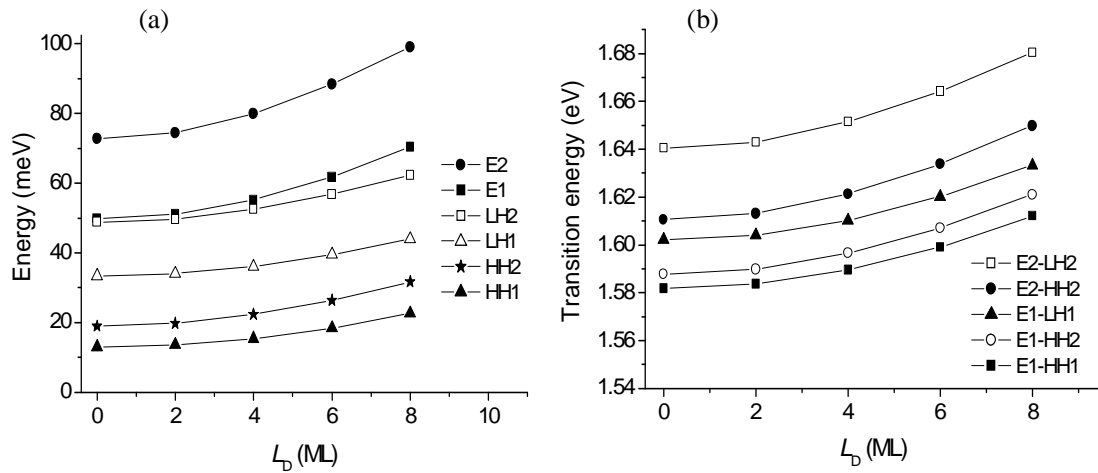 (a)
Energy (meV)
100
80
60
40
20
0
0 2 4 6 8 10
L_D (ML)
E2
E1
LH2
LH1
HH2
HH1
(b)
Transition energy (eV)
1.68
1.66
1.64
1.62
1.60
1.58
1.56
1.54
0 2 4 6 8
L_D (ML)
E2-LH2
E2-HH2
E1-LH1
E1-HH2
E1-HH1